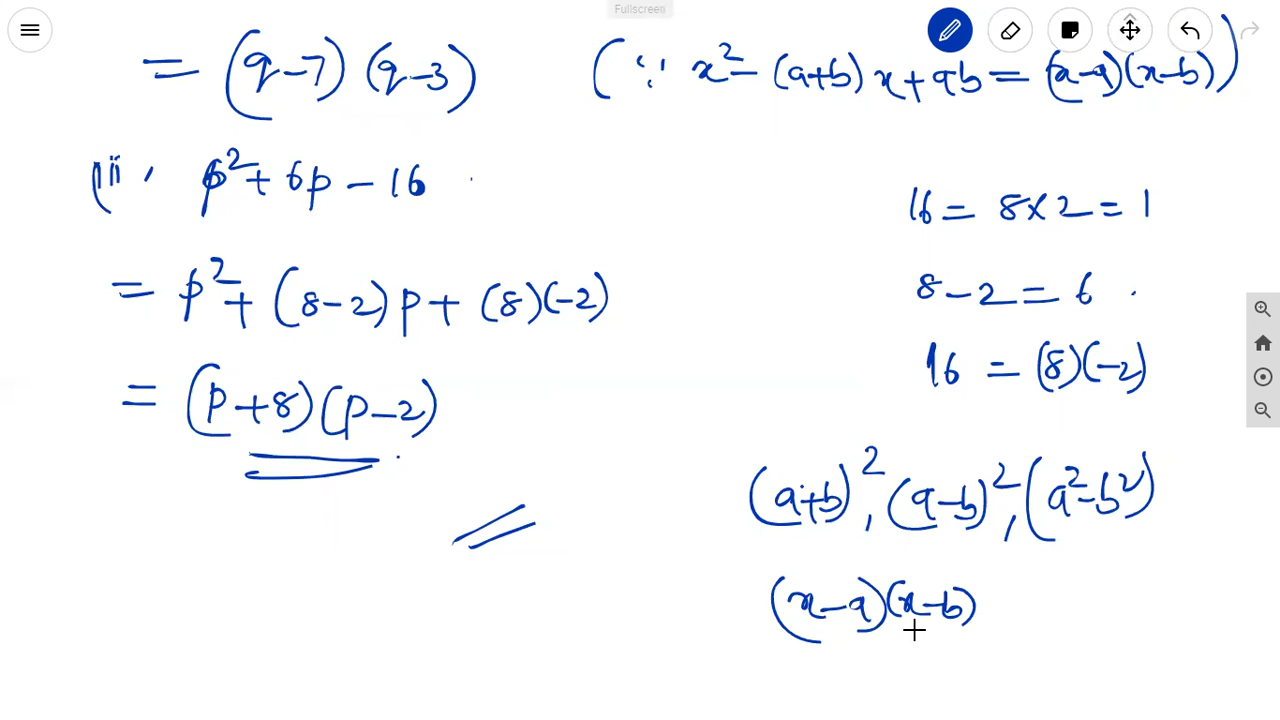 Fullscreen
= (q-7) (q-3) (∵ x²- (a+b) x + ab = (x-a)(x-b))
iii, p² + 6p - 16
16 = 8×2 = 1
= p² + (8-2) p + (8)(-2)
8-2 = 6
16 = (8)(-2)
= (p+8) (p-2)
(a+b)², (a-b)², (a²-b²)
(x-a)(x-b)